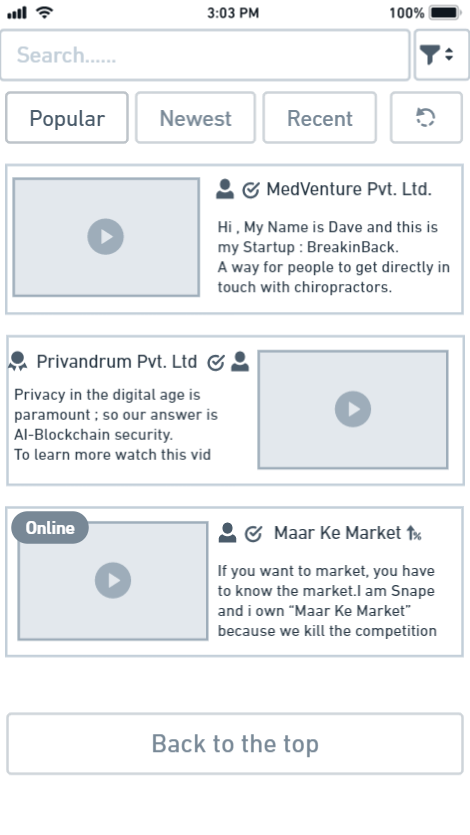 3:03 PM 100%
Search......
Popular Newest Recent
MedVenture Pvt. Ltd.
Hi , My Name is Dave and this is
my Startup : BreakinBack.
A way for people to get directly in
touch with chiropractors.
Privandrum Pvt. Ltd
Privacy in the digital age is
paramount ; so our answer is
AI-Blockchain security.
To learn more watch this vid
Online
Maar Ke Market
If you want to market, you have
to know the market.I am Snape
and i own “Maar Ke Market”
because we kill the competition
Back to the top